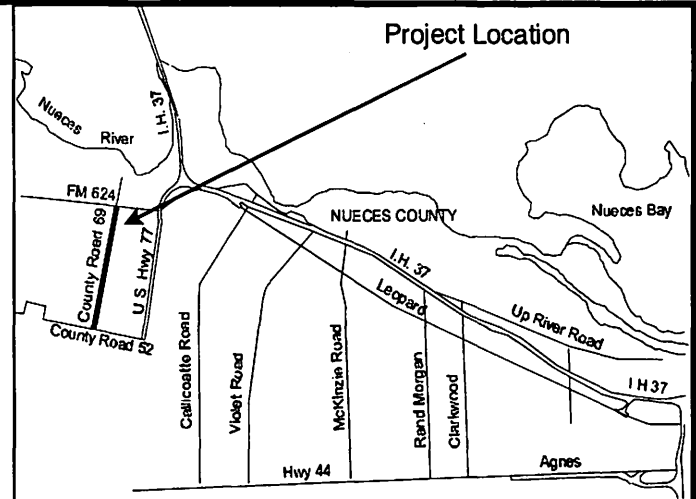 Project Location
Nueces
River
I.H. 37
FM 624
County Road 69
U S Hwy 77
County Road 52
NUECES COUNTY
Nueces Bay
I.H. 37
Leopard
Up River Road
I H 37
Callicoatte Road
Violet Road
McKinzie Road
Rand Morgan
Clarkwood
Hwy 44
Agnes